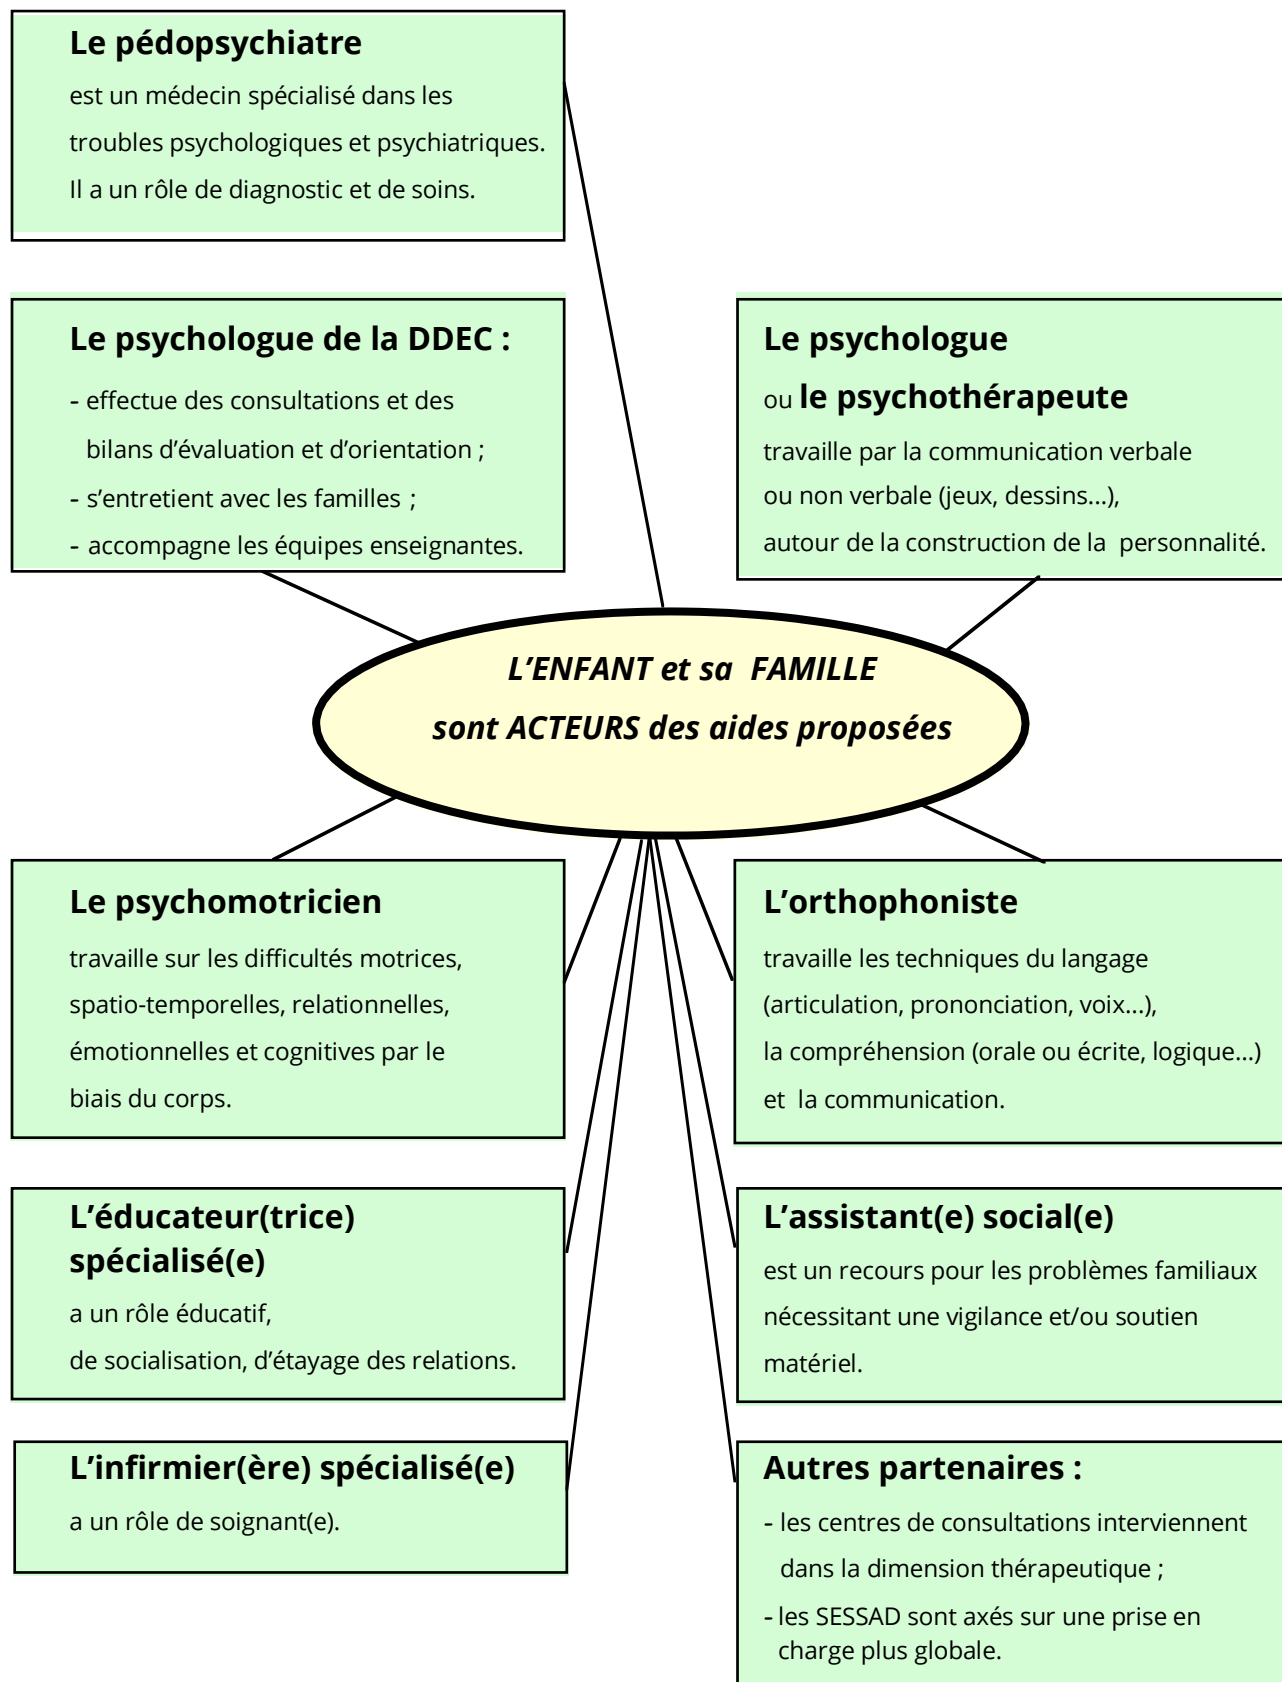 Le pédopsychiatre
est un médecin spécialisé dans les
troubles psychologiques et psychiatriques.
Il a un rôle de diagnostic et de soins.
Le psychologue de la DDEC :
- effectue des consultations et des
bilans d’évaluation et d’orientation ;
- s’entretient avec les familles ;
- accompagne les équipes enseignantes.
Le psychologue
ou le psychothérapeute
travaille par la communication verbale
ou non verbale (jeux, dessins...),
autour de la construction de la personnalité.
L’ENFANT et sa FAMILLE
sont ACTEURS des aides proposées
Le psychomotricien
travaille sur les difficultés motrices,
spatio-temporelles, relationnelles,
émotionnelles et cognitives par le
biais du corps.
L’orthophoniste
travaille les techniques du langage
(articulation, prononciation, voix...),
la compréhension (orale ou écrite, logique...)
et la communication.
L’éducateur(trice)
spécialisé(e)
a un rôle éducatif,
de socialisation, d’étayage des relations.
L’assistant(e) social(e)
est un recours pour les problèmes familiaux
nécessitant une vigilance et/ou soutien
matériel.
L’infirmier(ère) spécialisé(e)
a un rôle de soignant(e).
Autres partenaires :
- les centres de consultations interviennent
dans la dimension thérapeutique ;
- les SESSAD sont axés sur une prise en
charge plus globale.